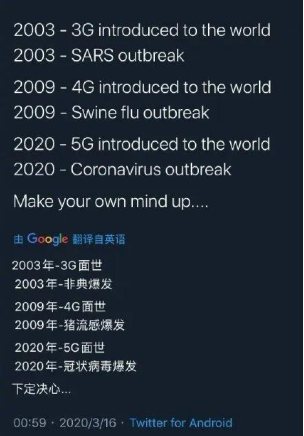 2003 - 3G introduced to the world
2003 - SARS outbreak
2009 - 4G introduced to the world
2009 - Swine flu outbreak
2020 - 5G introduced to the world
2020 - Coronavirus outbreak
Make your own mind up....
由 Google 翻译自英语
2003年-3G面世
2003年-非典爆发
2009年-4G面世
2009年-猪流感爆发
2020年-5G面世
2020年-冠状病毒爆发
下定决心...
00:59 · 2020/3/16 · Twitter for Android